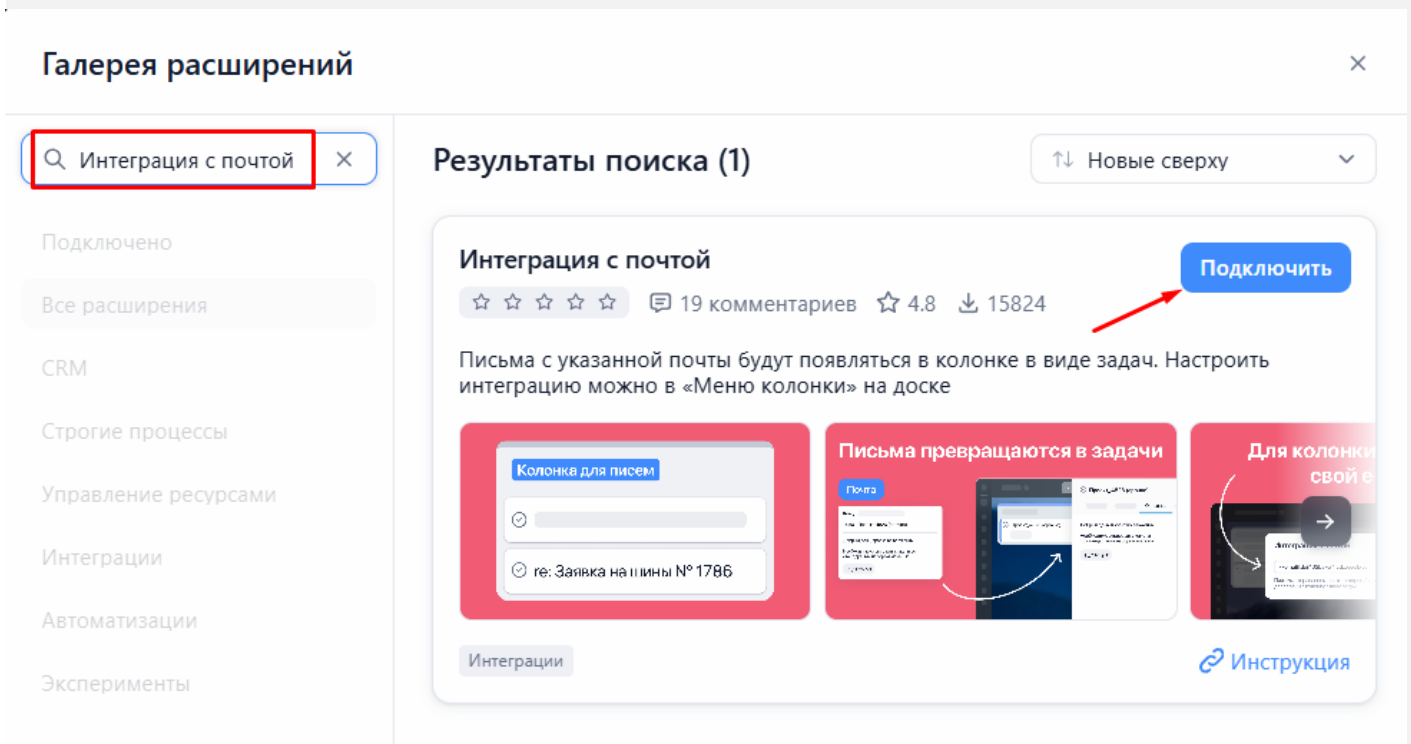 Галерея расширений
Интеграция с почтой
Подключено
Все расширения
CRM
Строгие процессы
Управление ресурсами
Интеграции
Автоматизации
Эксперименты
Результаты поиска (1)
Новые сверху
Интеграция с почтой
Подключить
19 комментариев 4.8 15824
Письма с указанной почты будут появляться в колонке в виде задач. Настроить
интеграцию можно в «Меню колонки» на доске
Колонка для писем
re: Заявка на шины № 1786
Письма превращаются в задачи
Почта
Для колонки
свой e
Интеграции
Инструкция